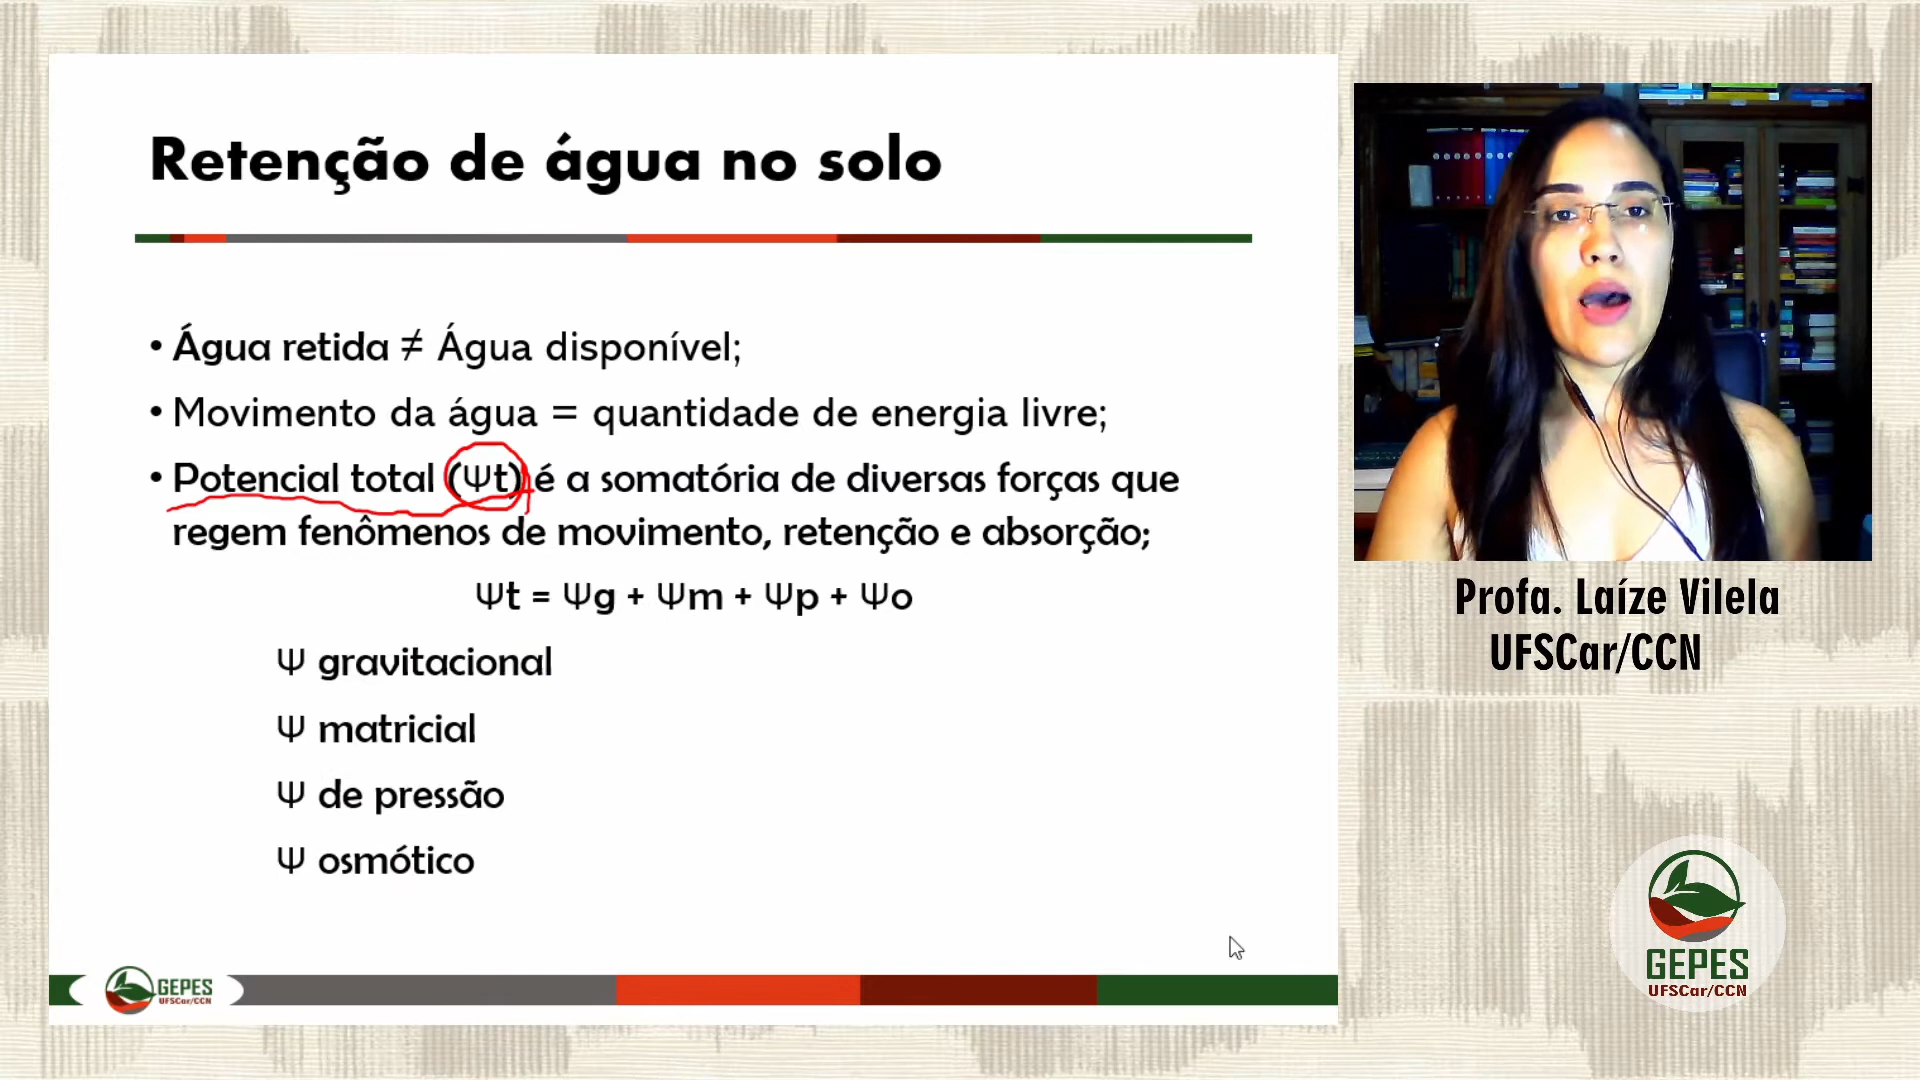 Retenção de água no solo
• Água retida ≠ Água disponível;
• Movimento da água = quantidade de energia livre;
• Potencial total (Ψt) é a somatória de diversas forças que
regem fenômenos de movimento, retenção e absorção;
Ψt = Ψg + Ψm + Ψp + Ψo
Ψ gravitacional
Ψ matricial
Ψ de pressão
Ψ osmótico
GEPES
UFSCar/CCN
Profa. Laíze Vilela
UFSCar/CCN
GEPES
UFSCar/CCN